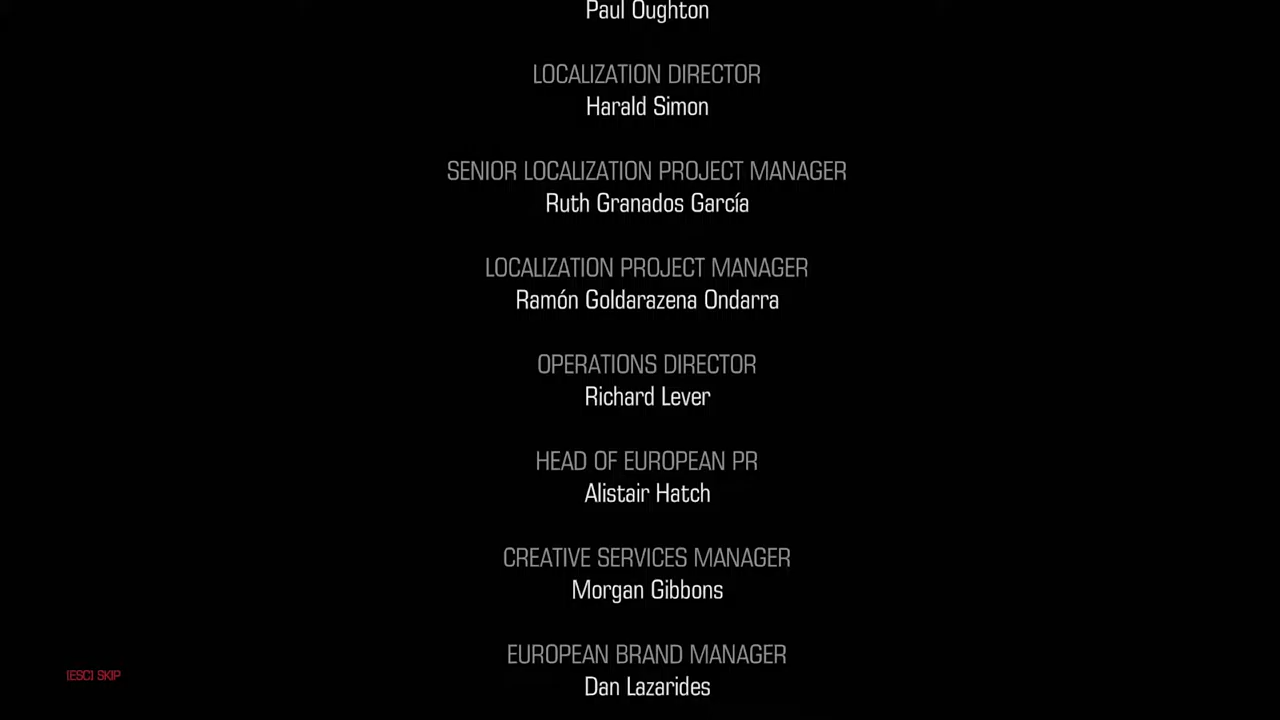 Paul Oughton
LOCALIZATION DIRECTOR
Harald Simon
SENIOR LOCALIZATION PROJECT MANAGER
Ruth Granados García
LOCALIZATION PROJECT MANAGER
Ramón Goldarazena Ondarra
OPERATIONS DIRECTOR
Richard Lever
HEAD OF EUROPEAN PR
Alistair Hatch
CREATIVE SERVICES MANAGER
Morgan Gibbons
EUROPEAN BRAND MANAGER
Dan Lazarides
[ESC] SKIP